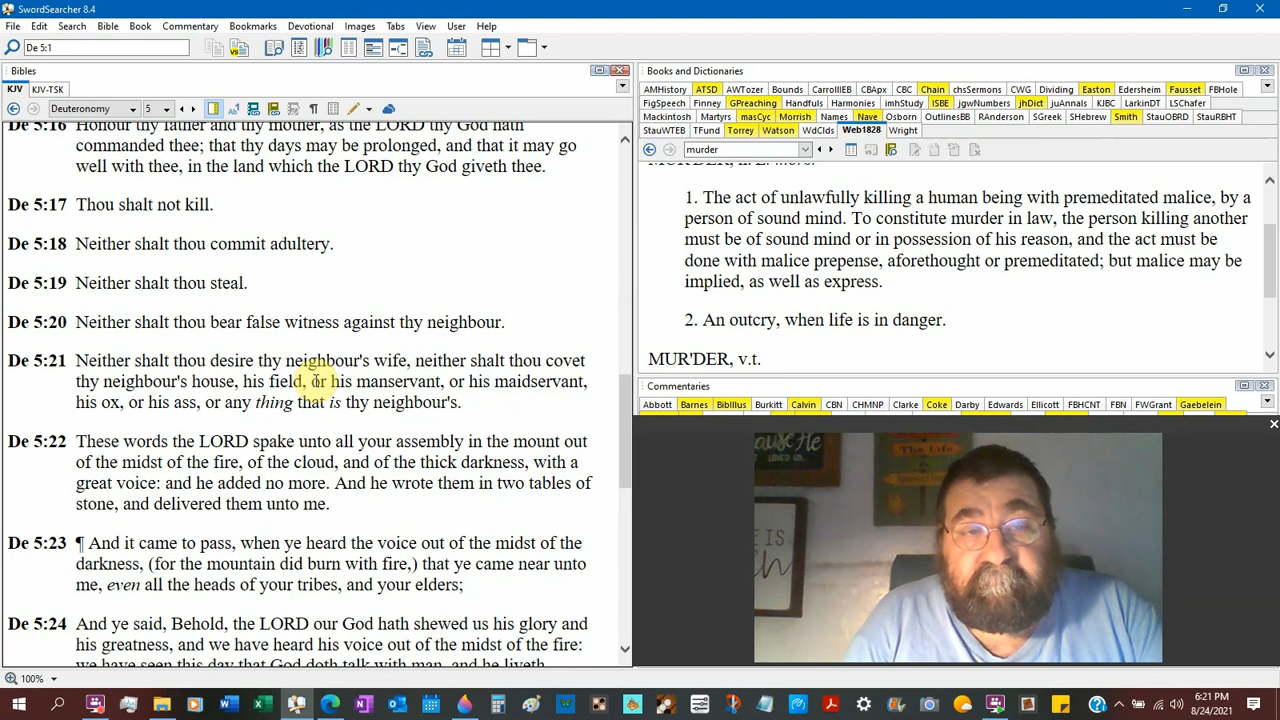 SwordSearcher 8.4
File Edit Search Bible Book Commentary Bookmarks Devotional Images Tabs View User Help
De 5:1
Bibles
KJV KJV-TSK
Deuteronomy 5
De 5:16 Honour thy father and thy mother, as the LORD thy God hath
commanded thee; that thy days may be prolonged, and that it may go
well with thee, in the land which the LORD thy God giveth thee.
De 5:17 Thou shalt not kill.
De 5:18 Neither shalt thou commit adultery.
De 5:19 Neither shalt thou steal.
De 5:20 Neither shalt thou bear false witness against thy neighbour.
De 5:21 Neither shalt thou desire thy neighbour's wife, neither shalt thou covet
thy neighbour's house, his field, or his manservant, or his maidservant,
his ox, or his ass, or any thing that is thy neighbour's.
De 5:22 These words the LORD spake unto all your assembly in the mount out
of the midst of the fire, of the cloud, and of the thick darkness, with a
great voice: and he added no more. And he wrote them in two tables of
stone, and delivered them unto me.
De 5:23 ¶ And it came to pass, when ye heard the voice out of the midst of the
darkness, (for the mountain did burn with fire,) that ye came near unto
me, even all the heads of your tribes, and your elders;
De 5:24 And ye said, Behold, the LORD our God hath shewed us his glory and
his greatness, and we have heard his voice out of the midst of the fire:
we have seen this day that God doth talk with man, and he liveth
100%
Books and Dictionaries
AMHistory ATSD AWTozer Bounds CarrollEB CBApx CBC Chain chsSermons CWG Dividing Easton Edersheim Fausset FBHole
FigSpeech Finney GPreaching Handfuls Harmonies imhStudy ISBE jgwNumbers jhDict juAnnals KJBC LarkinDT LSChafer
Mackintosh Martyrs masCyc Morrish Names Nave Osborn OutlinesBB RAnderson SGreek SHebrew Smith StauOBRD StauRBHT
StauWTEB TFund Torrey Watson WdClds Web1828 Wright
murder
1. The act of unlawfully killing a human being with premeditated malice, by a
person of sound mind. To constitute murder in law, the person killing another
must be of sound mind or in possession of his reason, and the act must be
done with malice prepense, aforethought or premeditated; but malice may be
implied, as well as express.
2. An outcry, when life is in danger.
MUR'DER, v.t.
Commentaries
Abbott Barnes BibIllus Burkitt Calvin CBN CHMNP Clarke Coke Darby Edwards Ellicott FBHCNT FBN FWGrant Gaebelein
6:21 PM
8/24/2021